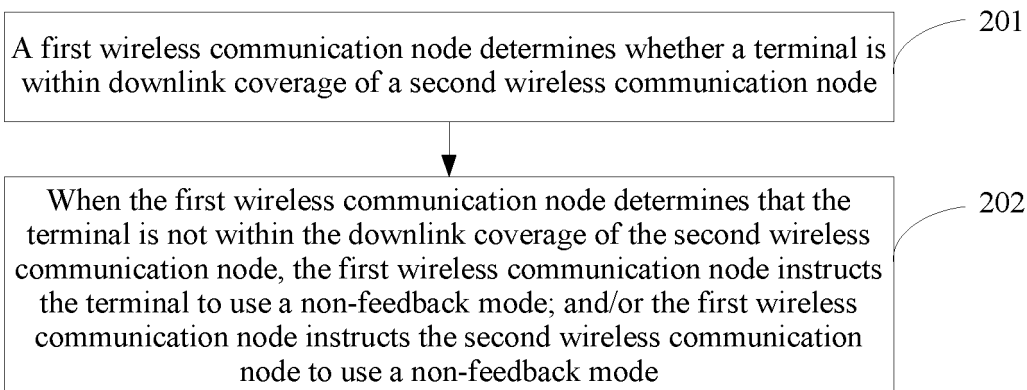 201
A first wireless communication node determines whether a terminal is
within downlink coverage of a second wireless communication node
202
When the first wireless communication node determines that the
terminal is not within the downlink coverage of the second wireless
communication node, the first wireless communication node instructs
the terminal to use a non-feedback mode; and/or the first wireless
communication node instructs the second wireless communication
node to use a non-feedback mode